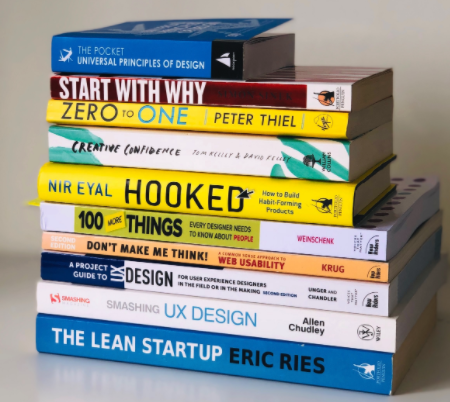 THE POCKET
UNIVERSAL PRINCIPLES OF DESIGN
START WITH WHY
ZERO TO ONE PETER THIEL
CREATIVE CONFIDENCE TOM KELLY & DAVID KELLEY
NIR EYAL HOOKED How to Build
Habit-Forming
Products
100 MORE THINGS EVERY DESIGNER NEEDS
TO KNOW ABOUT PEOPLE WEINSCHENK
SECOND EDITION DON'T MAKE ME THINK! A COMMON SENSE APPROACH TO
WEB USABILITY KRUG
A PROJECT
GUIDE TO UX DESIGN FOR USER EXPERIENCE DESIGNERS
IN THE FIELD OR IN THE MAKING SECOND EDITION UNGER AND
CHANDLER
SMASHING SMASHING UX DESIGN Allen
Chudley WILEY
THE LEAN STARTUP ERIC RIES